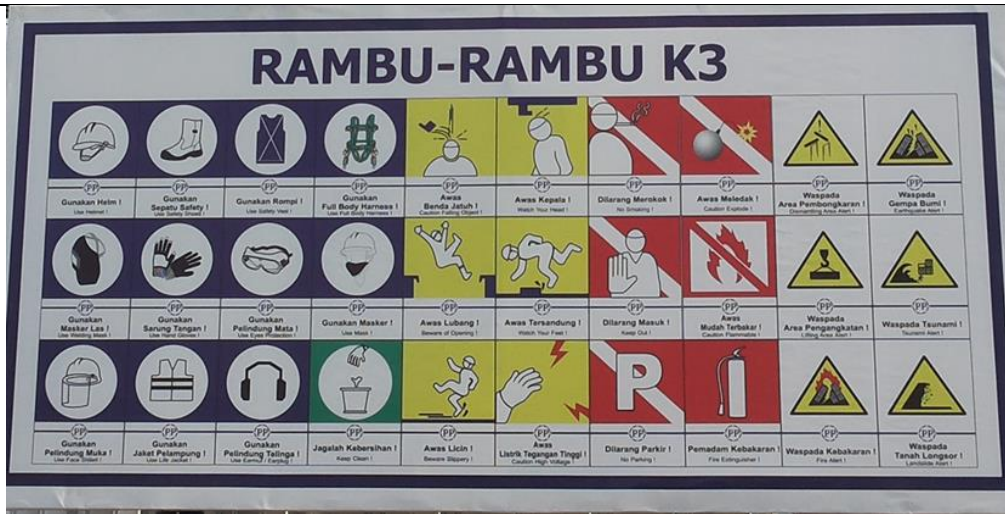 RAMBU-RAMBU K3
PP PP PP PP PP PP PP PP PP PP
Gunakan Helm !
Use Helmet !
Gunakan
Sepatu Safety !
Use Safety Shoes !
Gunakan Rompi !
Use Safety Vest !
Gunakan
Full Body Harness !
Use Full Body Harness !
Awas
Benda Jatuh !
Caution Falling Object !
Awas Kepala !
Watch Your Head !
Dilarang Merokok !
No Smoking !
Awas Meledak !
Caution Explode !
Waspada
Area Pembongkaran !
Dismantling Area Alert !
Waspada
Gempa Bumi !
Earthquake Alert !
PP PP PP PP PP PP PP PP PP PP
Gunakan
Masker Las !
Use Welding Mask !
Gunakan
Sarung Tangan !
Use Hand Gloves !
Gunakan
Pelindung Mata !
Use Eyes Protection !
Gunakan Masker !
Use Mask !
Awas Lubang !
Beware of Opening !
Awas Tersandung !
Watch Your Feet !
Dilarang Masuk !
Keep Out !
Awas
Mudah Terbakar !
Caution Flammable !
Waspada
Area Pengangkatan !
Lifting Area Alert !
Waspada Tsunami !
Tsunami Alert !
P
PP PP PP PP PP PP PP PP PP PP
Gunakan
Pelindung Muka !
Use Face Shield !
Gunakan
Jaket Pelampung !
Use Life Jacket !
Gunakan
Pelindung Telinga !
Use Earmuf / Earplug !
Jagalah Kebersihan !
Keep Clean !
Awas Licin !
Beware Slippery !
Awas
Listrik Tegangan Tinggi !
Caution High Voltage !
Dilarang Parkir !
No Parking !
Pemadam Kebakaran !
Fire Extinguisher !
Waspada Kebakaran !
Fire Alert !
Waspada
Tanah Longsor !
Landslide Alert !